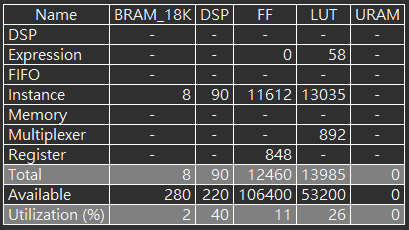 Name BRAM_18K DSP FF LUT URAM
DSP - - - - -
Expression - - 0 58 -
FIFO - - - - -
Instance 8 90 11612 13035 -
Memory - - - - -
Multiplexer - - - 892 -
Register - - 848 - -
Total 8 90 12460 13985 0
Available 280 220 106400 53200 0
Utilization (%) 2 40 11 26 0